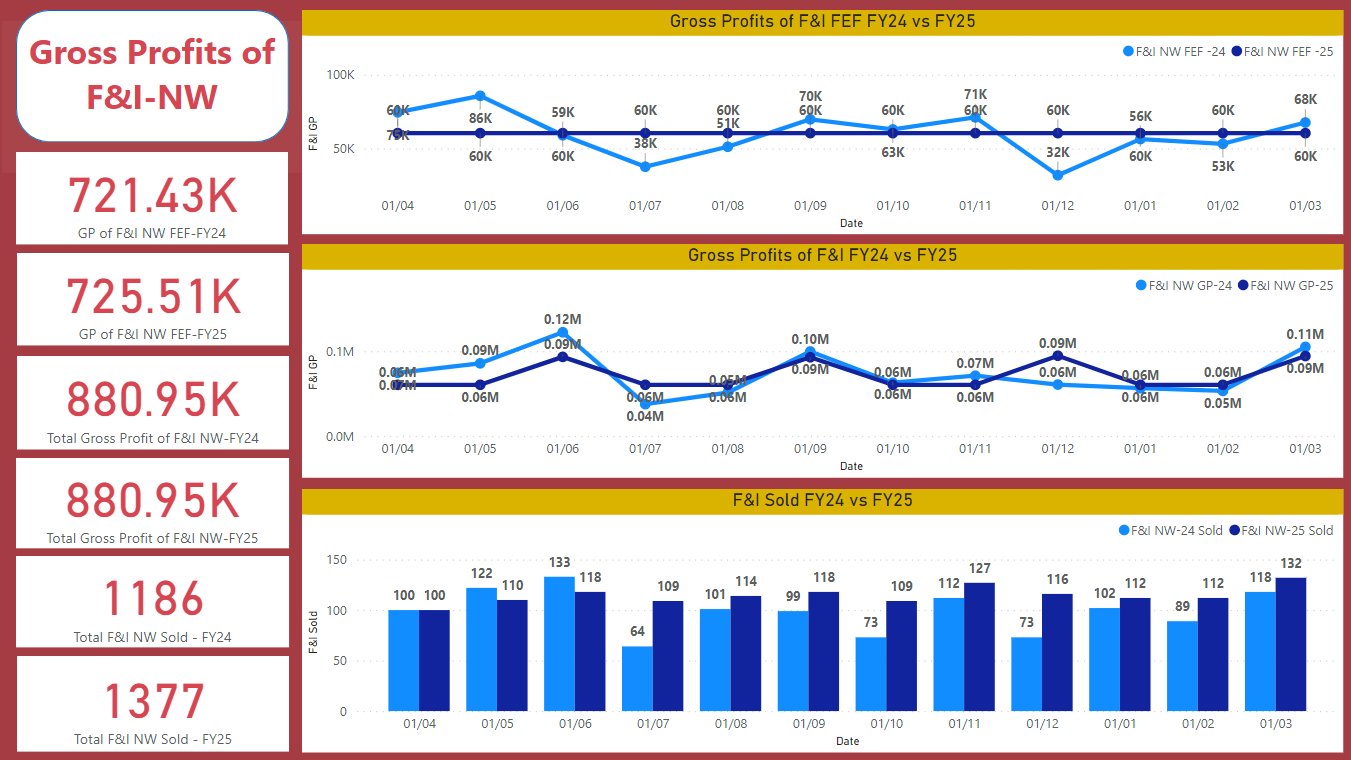 Gross Profits of
F&I-NW
721.43K
GP of F&I NW FEF-FY24
725.51K
GP of F&I NW FEF-FY25
880.95K
Total Gross Profit of F&I NW-FY24
880.95K
Total Gross Profit of F&I NW-FY25
1186
Total F&I NW Sold - FY24
1377
Total F&I NW Sold - FY25
Gross Profits of F&I FEF FY24 vs FY25
F&I NW FEF -24 F&I NW FEF -25
F&I GP
100K
50K
60K 86K 59K 60K 60K 70K 60K 71K 60K 56K 60K 68K
75K 60K 60K 38K 51K 60K 63K 60K 32K 60K 53K 60K
01/04 01/05 01/06 01/07 01/08 01/09 01/10 01/11 01/12 01/01 01/02 01/03
Date
Gross Profits of F&I FY24 vs FY25
F&I NW GP-24 F&I NW GP-25
F&I GP
0.1M
0.0M
0.06M 0.09M 0.12M 0.06M 0.05M 0.10M 0.06M 0.07M 0.09M 0.06M 0.06M 0.11M
0.07M 0.06M 0.09M 0.04M 0.06M 0.09M 0.06M 0.06M 0.06M 0.06M 0.05M 0.09M
01/04 01/05 01/06 01/07 01/08 01/09 01/10 01/11 01/12 01/01 01/02 01/03
Date
F&I Sold FY24 vs FY25
F&I NW-24 Sold F&I NW-25 Sold
F&I Sold
150
100
50
0
100 100 122 110 133 118 64 109 101 114 99 118 73 109 112 127 73 116 102 112 89 112 118 132
01/04 01/05 01/06 01/07 01/08 01/09 01/10 01/11 01/12 01/01 01/02 01/03
Date